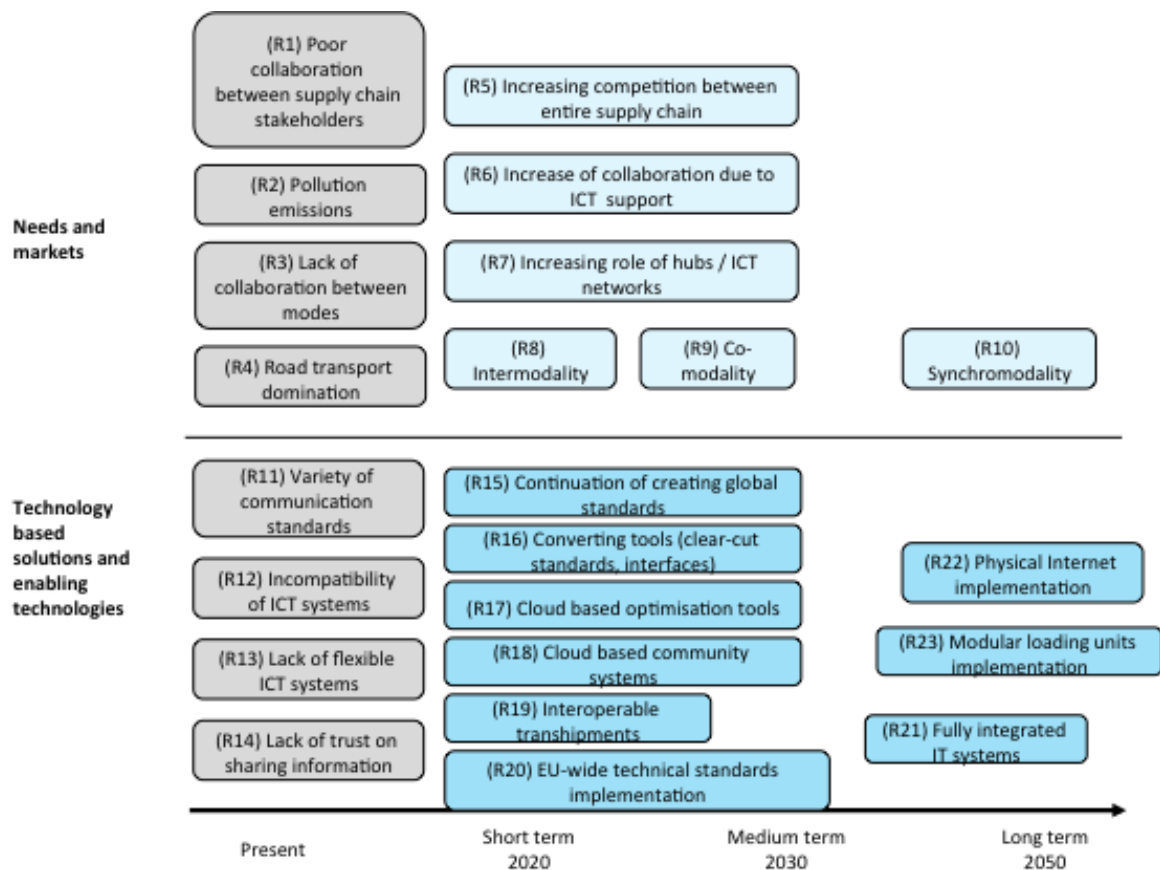 (R1) Poor
collaboration
between supply chain
stakeholders
(R5) Increasing competition between
entire supply chain
(R2) Pollution
emissions
(R6) Increase of collaboration due to
ICT support
Needs and
markets
(R3) Lack of
collaboration between
modes
(R7) Increasing role of hubs / ICT
networks
(R4) Road transport
domination
(R8)
Intermodality
(R9) Co-
modality
(R10)
Synchromodality
Technology
based
solutions and
enabling
technologies
(R11) Variety of
communication
standards
(R15) Continuation of creating global
standards
(R16) Converting tools (clear-cut
standards, interfaces)
(R12) Incompatibility
of ICT systems
(R22) Physical Internet
implementation
(R17) Cloud based optimisation tools
(R13) Lack of flexible
ICT systems
(R18) Cloud based community
systems
(R23) Modular loading units
implementation
(R19) Interoperable
transhipments
(R14) Lack of trust on
sharing information
(R21) Fully integrated
IT systems
(R20) EU-wide technical standards
implementation
Present
Short term
2020
Medium term
2030
Long term
2050